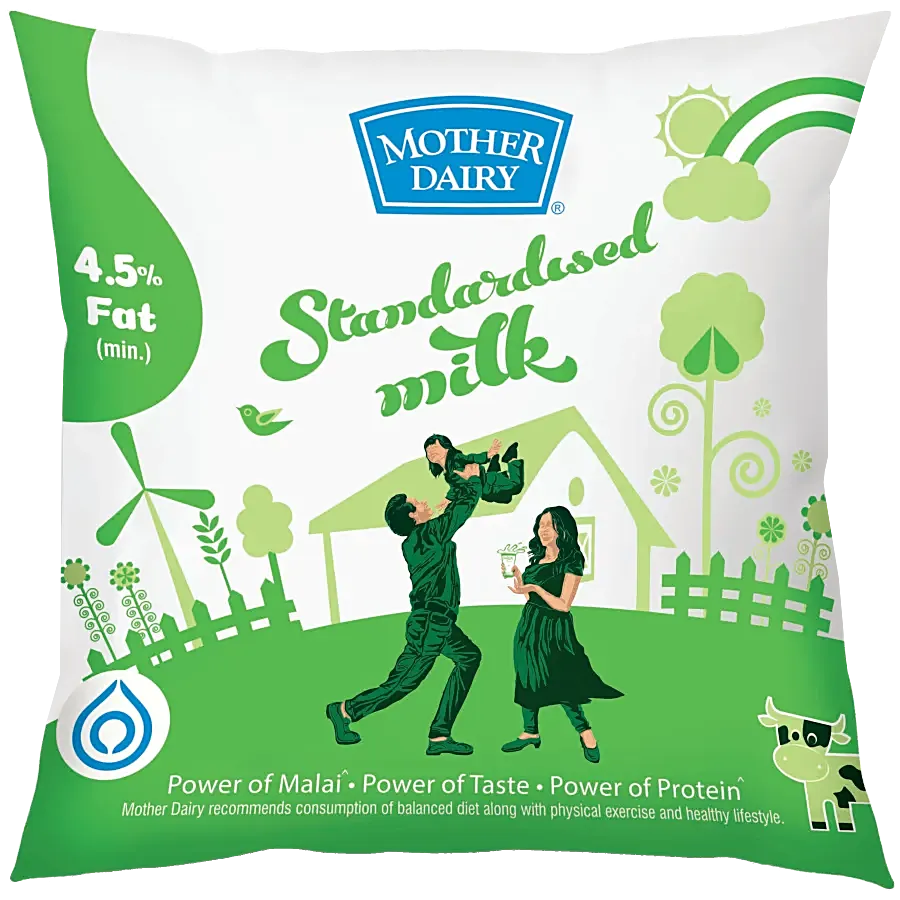 MOTHER
DAIRY
®
Standardised
milk
4.5%
Fat
(min.)
Power of Malai^ • Power of Taste • Power of Protein^
Mother Dairy recommends consumption of balanced diet along with physical exercise and healthy lifestyle.